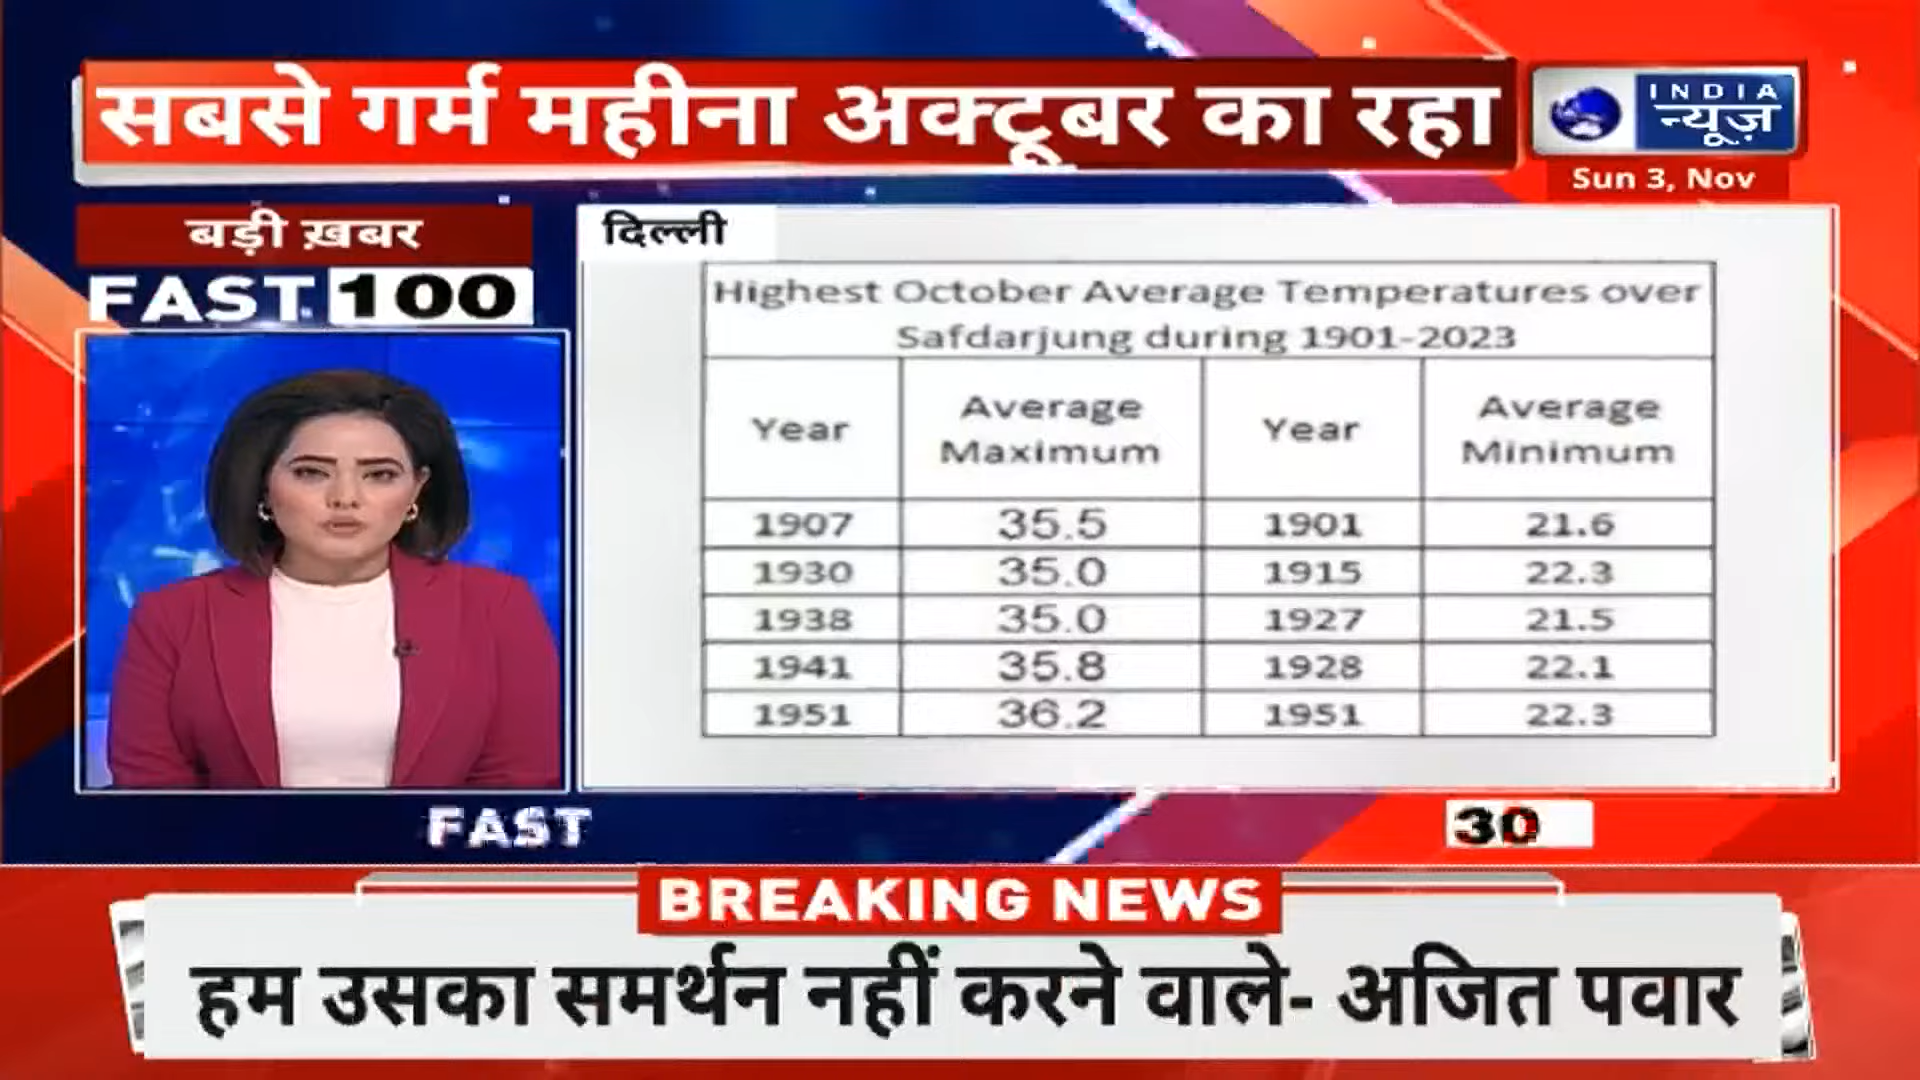 सबसे गर्म महीना अक्टूबर का रहा
INDIA
न्यूज़
Sun 3, Nov
बड़ी ख़बर
FAST 100
दिल्ली
Highest October Average Temperatures over
Safdarjung during 1901-2023
Year Average Maximum Year Average Minimum
1907 35.5 1901 21.6
1930 35.0 1915 22.3
1938 35.0 1927 21.5
1941 35.8 1928 22.1
1951 36.2 1951 22.3
FAST 30
BREAKING NEWS
हम उसका समर्थन नहीं करने वाले- अजित पवार